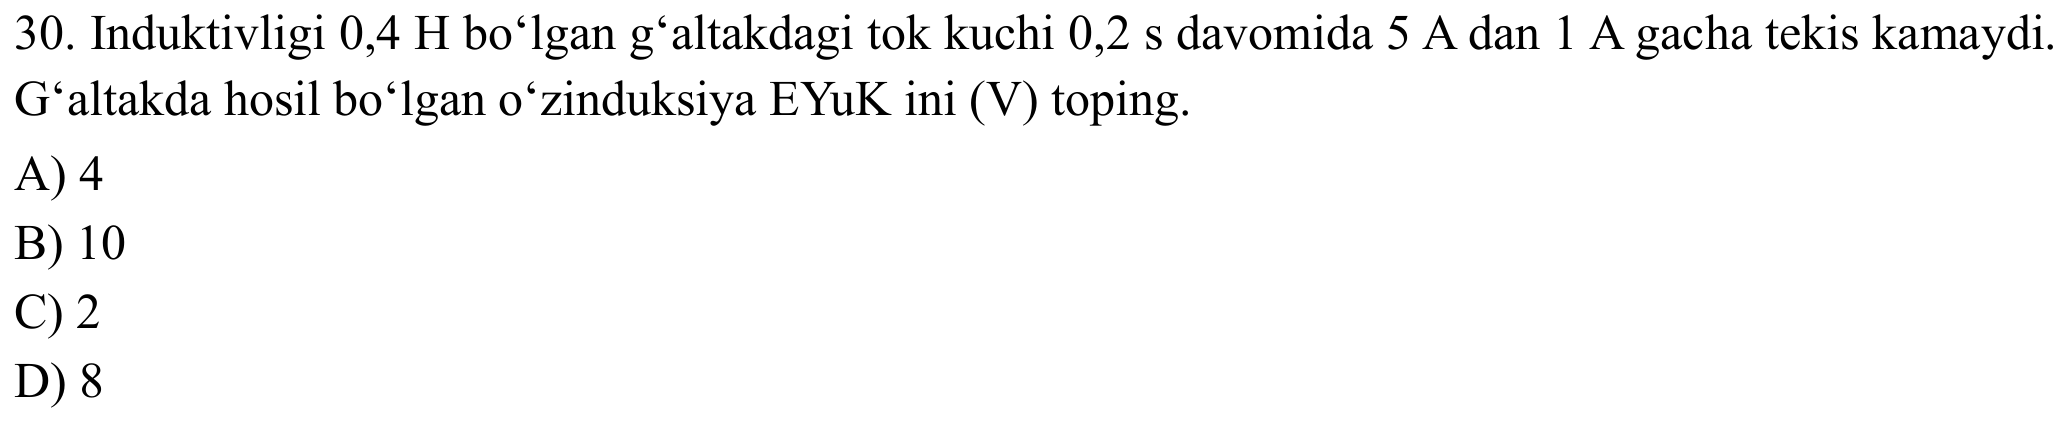 30. Induktivligi 0,4 H bo‘lgan g‘altakdagi tok kuchi 0,2 s davomida 5 A dan 1 A gacha tekis kamaydi.
G‘altakda hosil bo‘lgan o‘zinduksiya EYuK ini (V) toping.
A) 4
B) 10
C) 2
D) 8